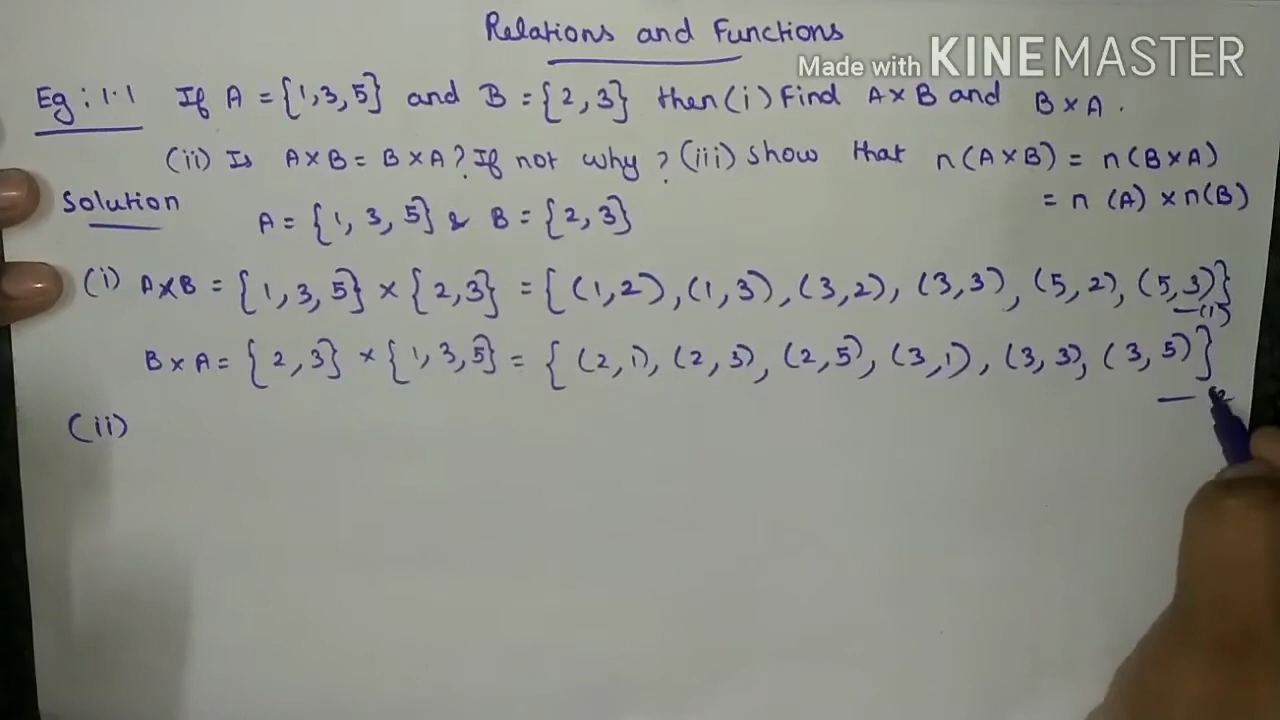 Relations and Functions
Made with KINEMASTER
Eg: 1.1 If A = {1,3,5} and B = {2,3} then (i) Find A×B and B×A.
(ii) Is A×B = B×A? If not why? (iii) show that n(A×B) = n(B×A)
= n(A)×n(B)
Solution
A = {1, 3, 5} & B = {2, 3}
(i) A×B = {1,3,5} × {2,3} = {(1,2), (1,3), (3,2), (3,3), (5,2), (5,3)}
—(1)
B×A = {2,3} × {1,3,5} = {(2,1), (2,3), (2,5), (3,1), (3,3), (3,5)}
—
(ii)